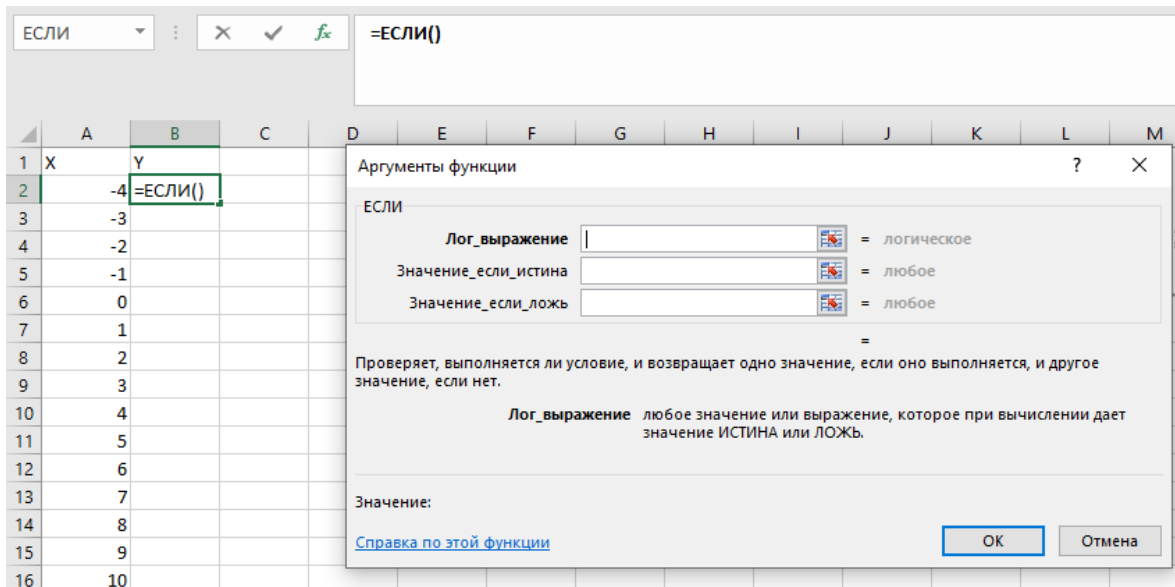 ЕСЛИ fx =ЕСЛИ()
A B C D E F G H I J K L M
1 X Y
2 -4 =ЕСЛИ()
3 -3
4 -2
5 -1
6 0
7 1
8 2
9 3
10 4
11 5
12 6
13 7
14 8
15 9
16 10
Аргументы функции ? ×
ЕСЛИ
Лог_выражение = логическое
Значение_если_истина = любое
Значение_если_ложь = любое
=
Проверяет, выполняется ли условие, и возвращает одно значение, если оно выполняется, и другое
значение, если нет.
Лог_выражение любое значение или выражение, которое при вычислении дает
значение ИСТИНА или ЛОЖЬ.
Значение:
Справка по этой функции
ОК Отмена